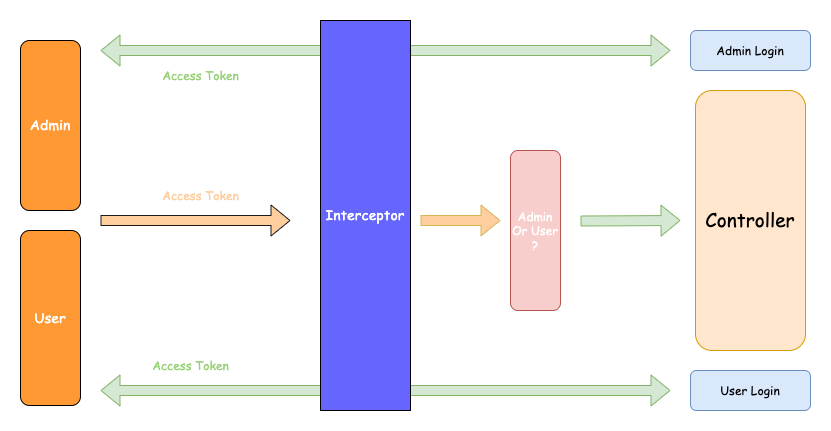 Admin Login
Access Token
Admin
Access Token
Interceptor
Admin
Or User
?
Controller
User
Access Token
User Login